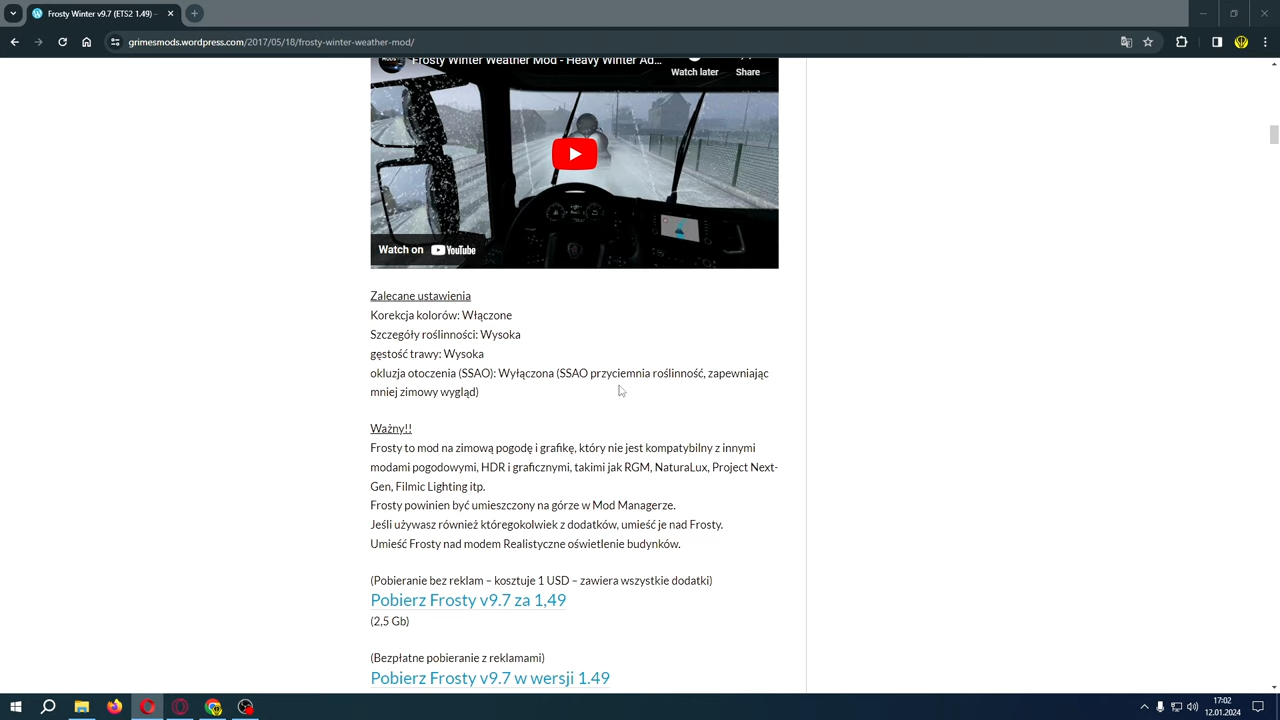 Frosty Winter v9.7 (ETS2 1.49) –
grimesmods.wordpress.com/2017/05/18/frosty-winter-weather-mod/
MODS
Frosty Winter Weather Mod - Heavy Winter Ad...
Watch later
Share
Watch on YouTube
Zalecane ustawienia
Korekcja kolorów: Włączone
Szczegóły roślinności: Wysoka
gęstość trawy: Wysoka
okluzja otoczenia (SSAO): Wyłączona (SSAO przyciemnia roślinność, zapewniając
mniej zimowy wygląd)
Ważny!!
Frosty to mod na zimową pogodę i grafikę, który nie jest kompatybilny z innymi
modami pogodowymi, HDR i graficznymi, takimi jak RGM, NaturaLux, Project Next-
Gen, Filmic Lighting itp.
Frosty powinien być umieszczony na górze w Mod Managerze.
Jeśli używasz również któregokolwiek z dodatków, umieść je nad Frosty.
Umieść Frosty nad modem Realistyczne oświetlenie budynków.
(Pobieranie bez reklam – kosztuje 1 USD – zawiera wszystkie dodatki)
Pobierz Frosty v9.7 za 1,49
(2,5 Gb)
(Bezpłatne pobieranie z reklamami)
Pobierz Frosty v9.7 w wersji 1.49
17:02
12.01.2024